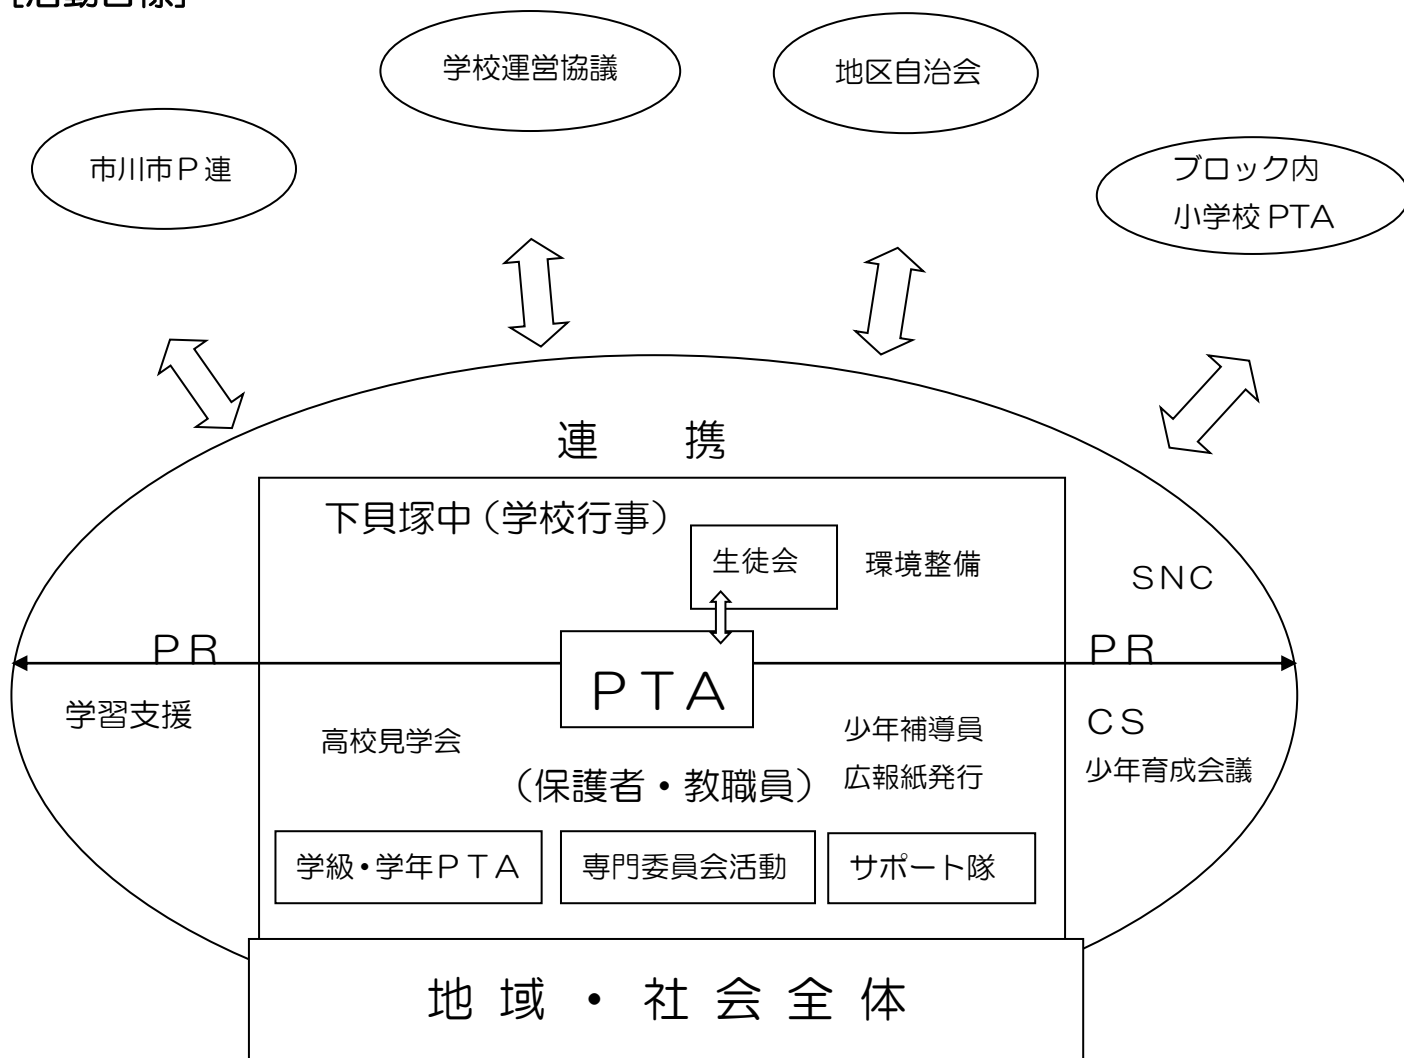 学校運営協議
地区自治会
市川市Ｐ連
ブロック内
小学校 PTA
連　携
下貝塚中（学校行事）
生徒会
環境整備
ＳＮＣ
ＰＲ
ＰＲ
ＰＴＡ
学習支援
高校見学会
少年補導員
ＣＳ
（保護者・教職員）
広報紙発行
少年育成会議
学級・学年ＰＴＡ
専門委員会活動
サポート隊
地 域 ・ 社 会 全 体